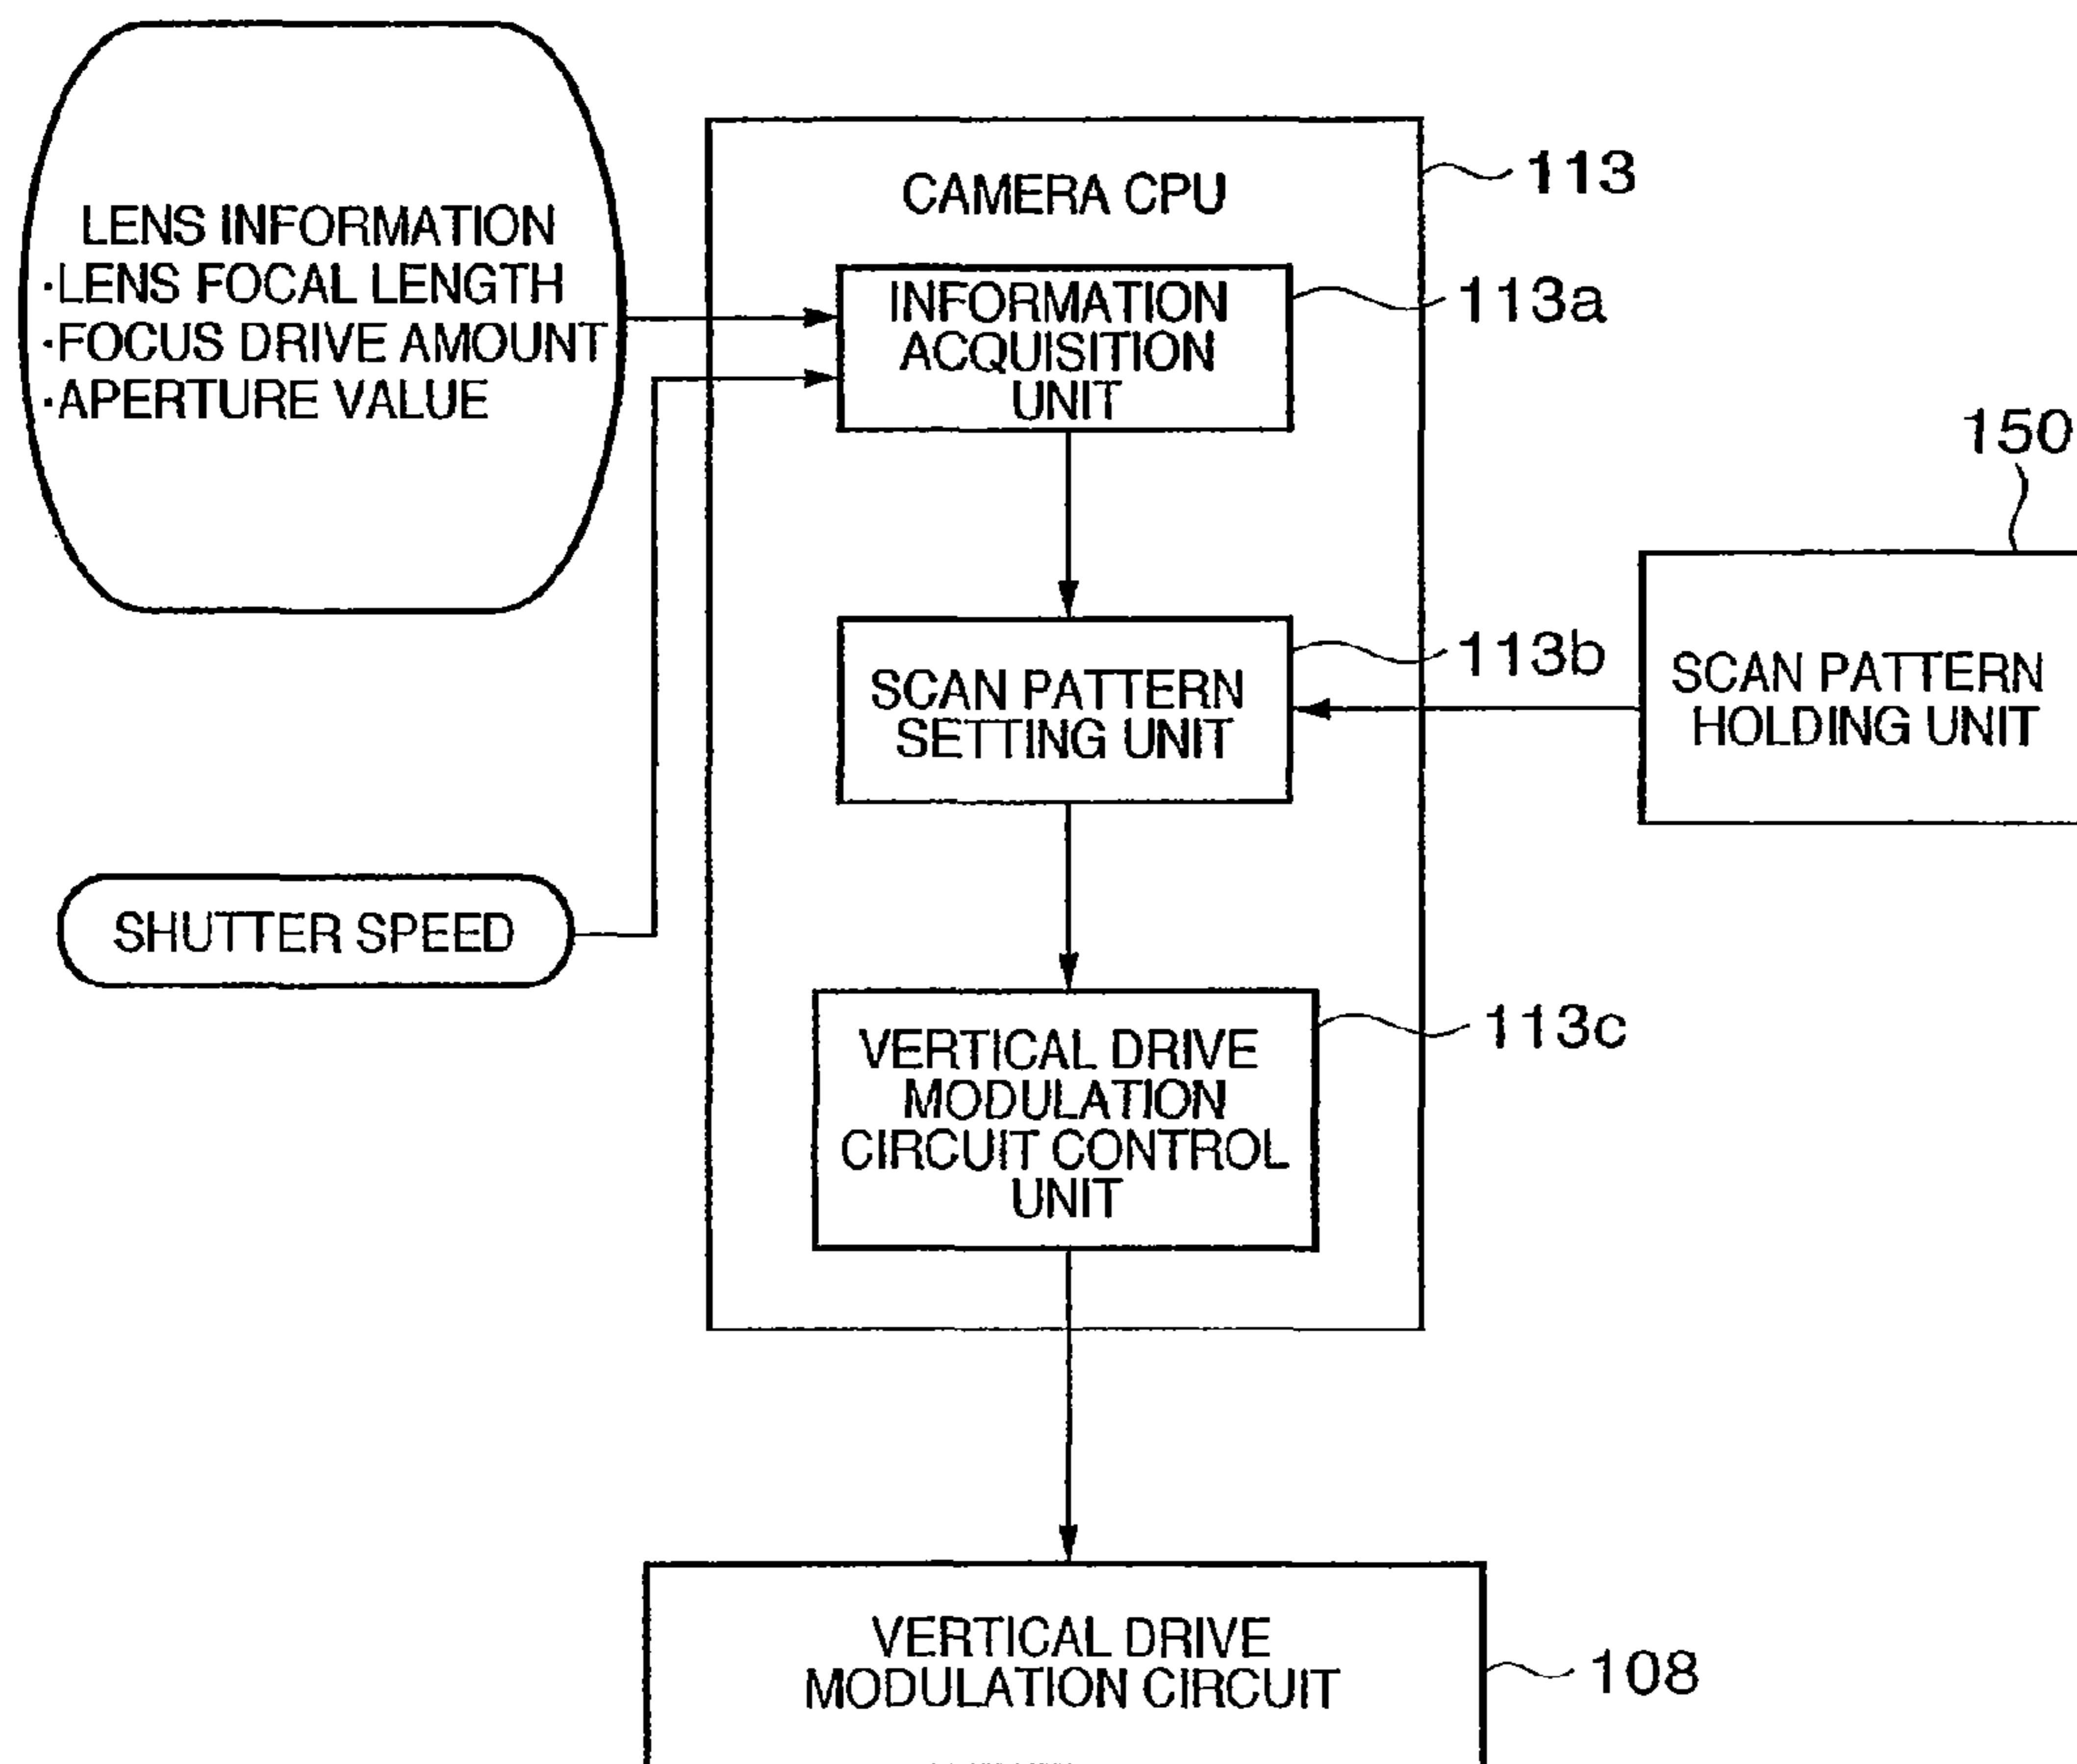 CAMERA CPU
113
LENS INFORMATION
·LENS FOCAL LENGTH
·FOCUS DRIVE AMOUNT
·APERTURE VALUE
INFORMATION
ACQUISITION
UNIT
113a
150
SCAN PATTERN
SETTING UNIT
113b
SCAN PATTERN
HOLDING UNIT
SHUTTER SPEED
VERTICAL DRIVE
MODULATION
CIRCUIT CONTROL
UNIT
113c
VERTICAL DRIVE
MODULATION CIRCUIT
108